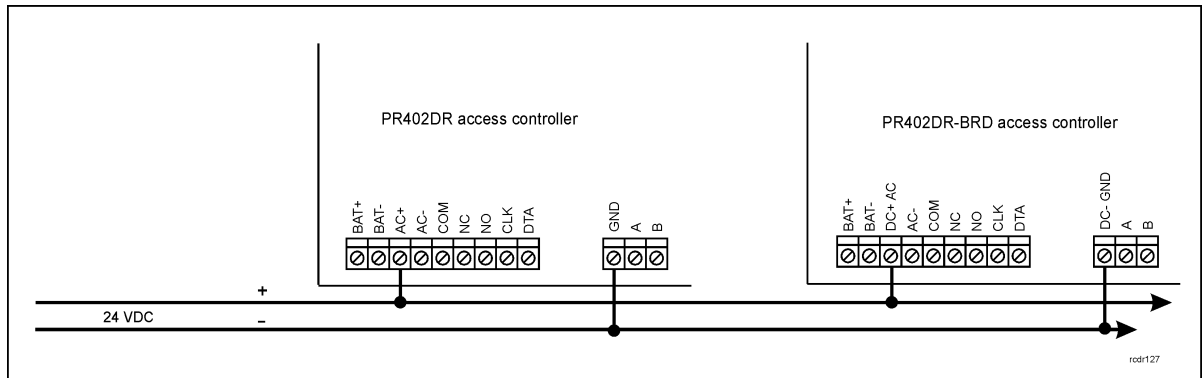 PR402DR access controller
PR402DR-BRD access controller
BAT+
BAT-
AC+
AC-
COM
NC
NO
CLK
DTA
GND
A
B
BAT+
BAT-
DC+ AC
AC-
COM
NC
NO
CLK
DTA
DC- GND
A
B
+
24 VDC
–
rcdr127